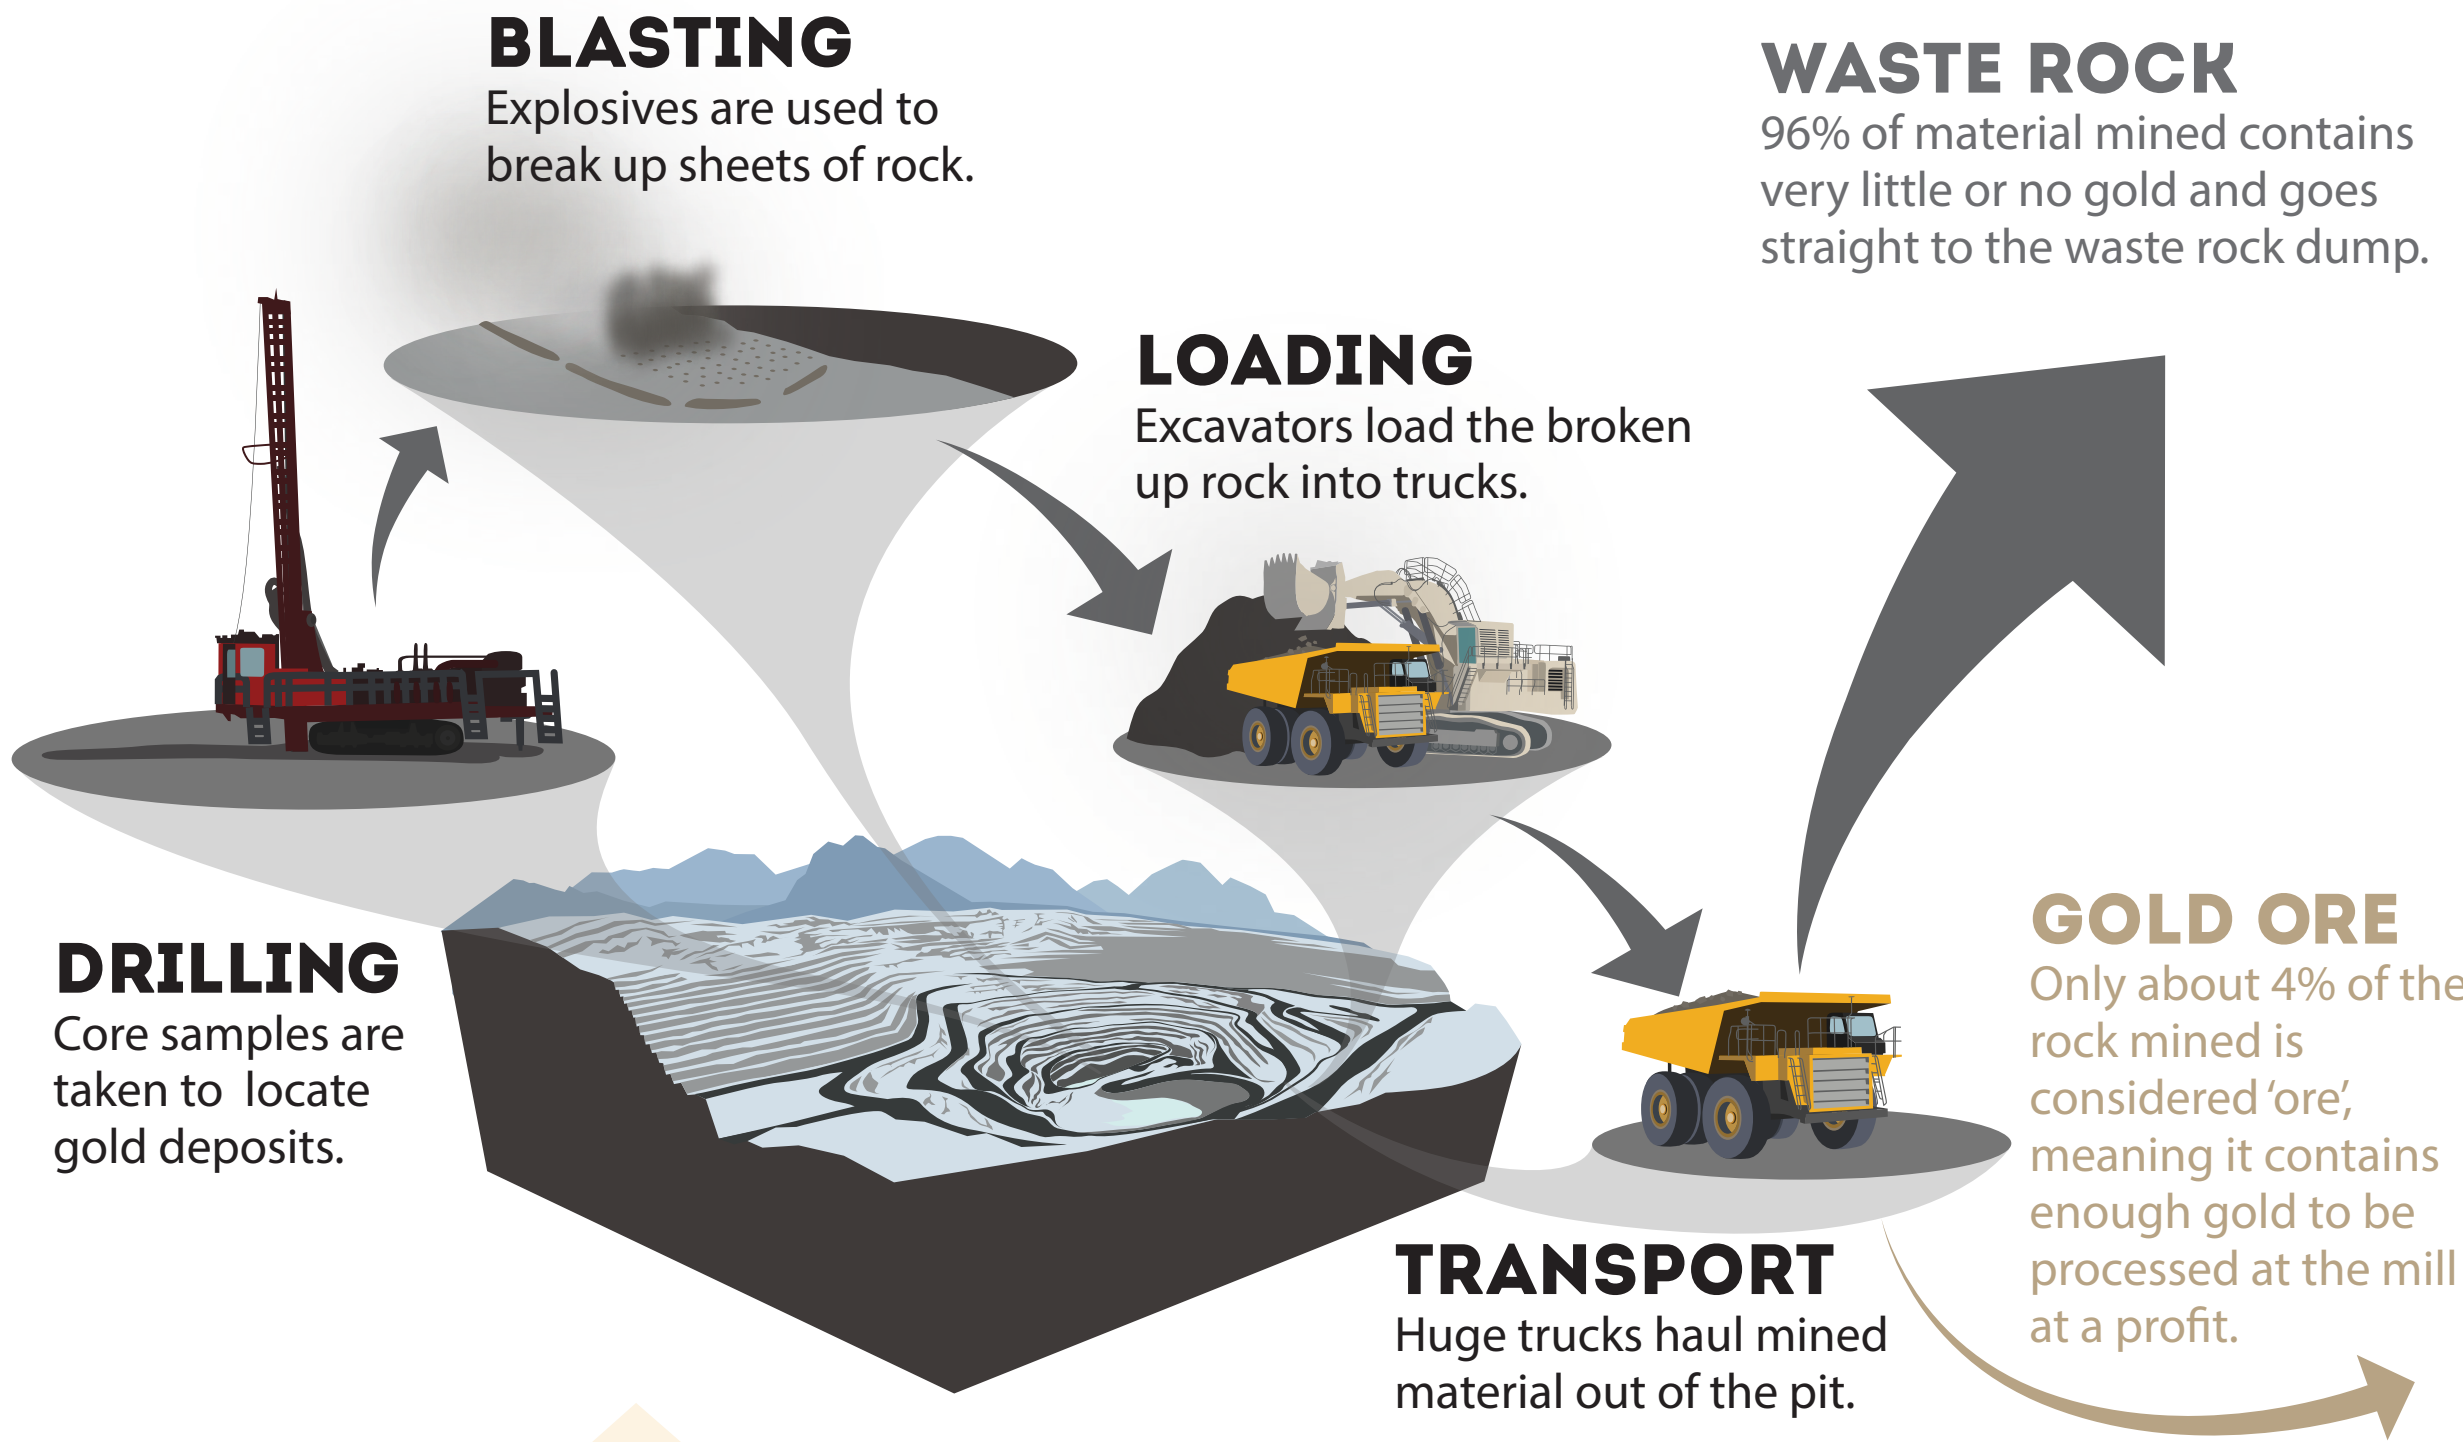 BLASTING
Explosives are used to
break up sheets of rock.
WASTE ROCK
96% of material mined contains
very little or no gold and goes
straight to the waste rock dump.
LOADING
Excavators load the broken
up rock into trucks.
DRILLING
Core samples are
taken to locate
gold deposits.
GOLD ORE
Only about 4% of the
rock mined is
considered ‘ore’,
meaning it contains
enough gold to be
processed at the mill
at a profit.
TRANSPORT
Huge trucks haul mined
material out of the pit.